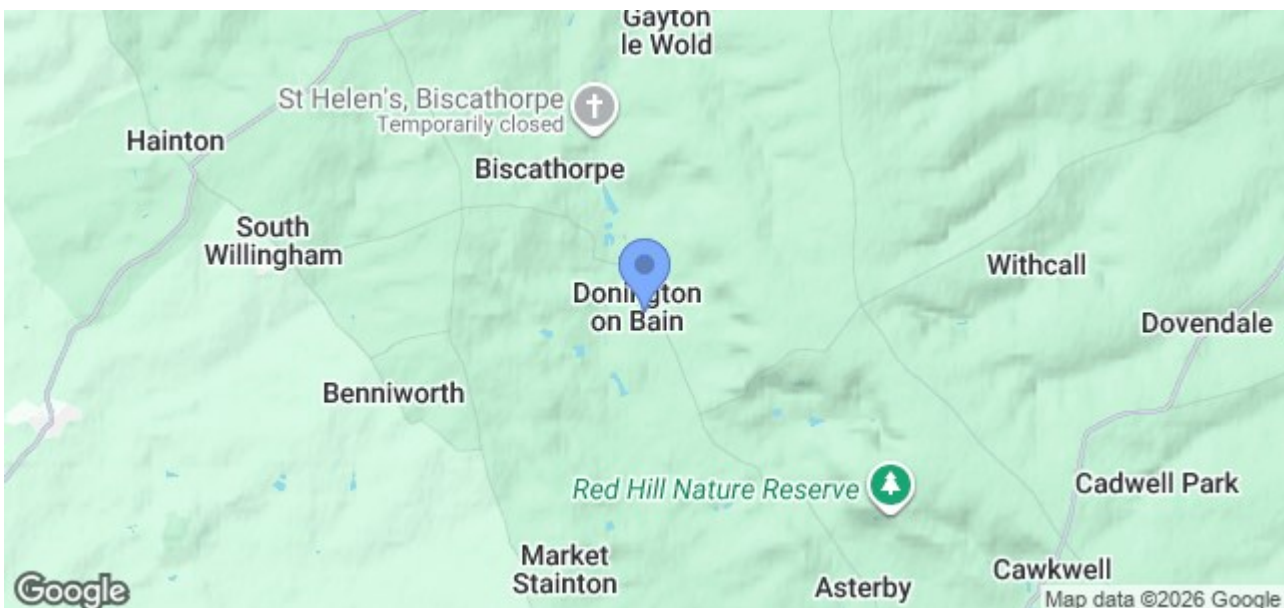 Gayton
le Wold
St Helen's, Biscathorpe
Temporarily closed
Hainton
Biscathorpe
South
Willingham
Withcall
Donington
on Bain
Dovendale
Benniworth
Red Hill Nature Reserve
Cadwell Park
Market
Stainton
Asterby
Cawkwell
Google
Map data ©2026 Google